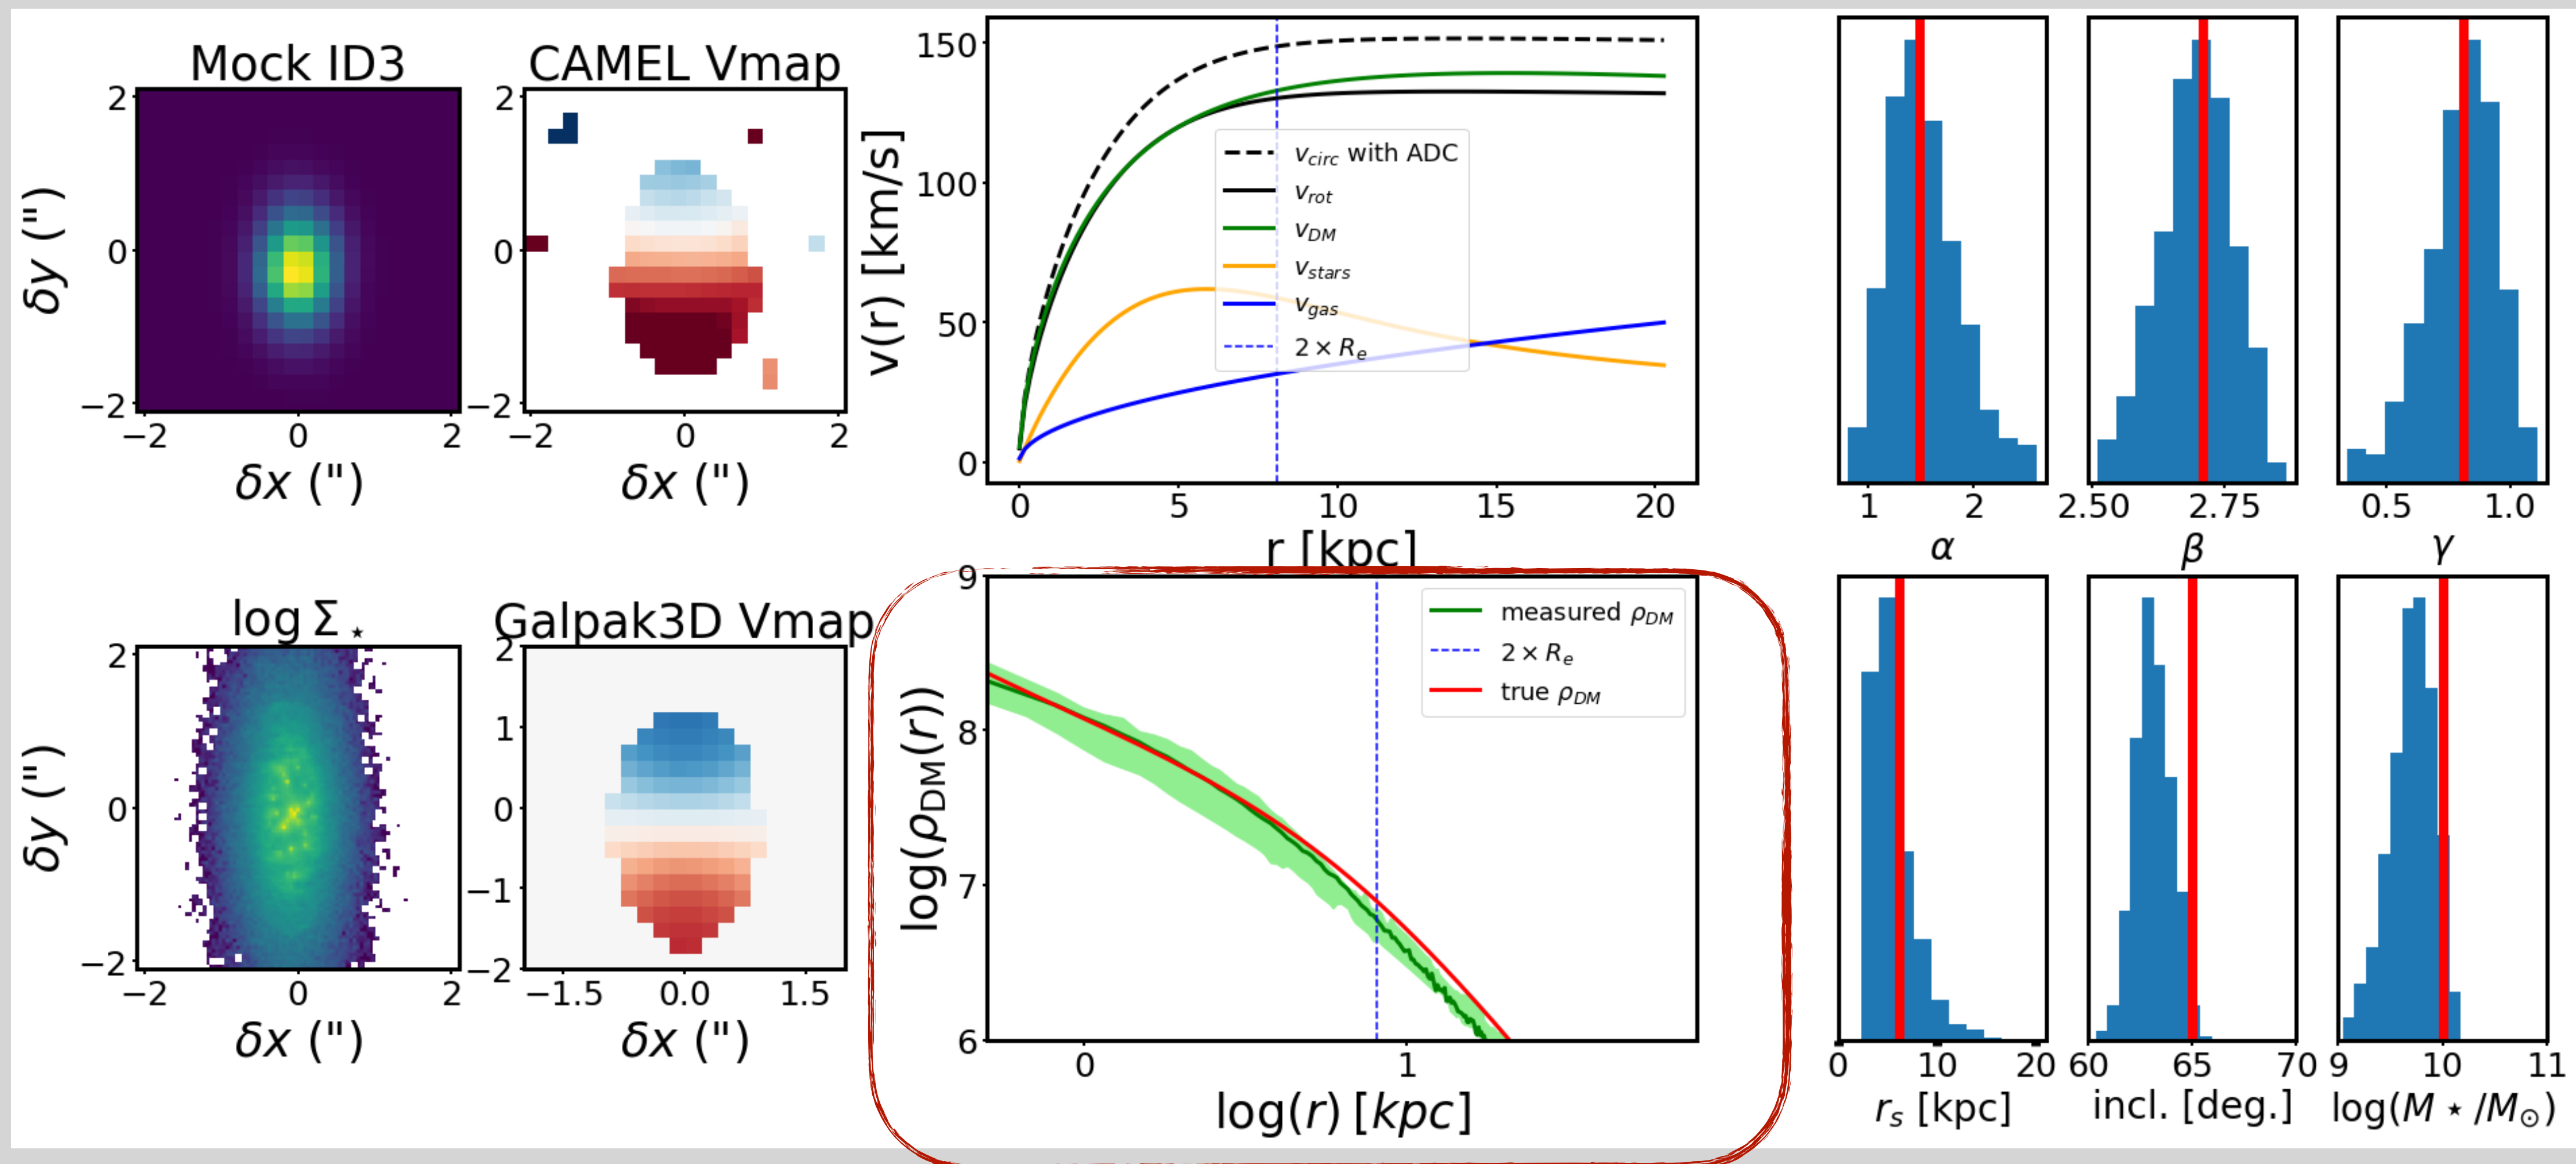 Mock ID3
2
0
−2
δy (")
−2 0 2
δx (")
CAMEL Vmap
2
0
−2
−2 0 2
δx (")
v(r) [km/s]
150
100
50
0
v_circ with ADC
v_rot
v_DM
v_stars
v_gas
2 × R_e
0 5 10 15 20
r [kpc]
1 2
α
2.50 2.75
β
0.5 1.0
γ
log Σ⋆
2
0
−2
δy (")
−2 0 2
δx (")
Galpak3D Vmap
2
1
0
−1
−2
−1.5 0.0 1.5
δx (")
log(ρ_DM(r))
9
8
7
6
measured ρ_DM
2 × R_e
true ρ_DM
0 1
log(r) [kpc]
0 10 20
r_s [kpc]
60 65 70
incl. [deg.]
9 10 11
log(M⋆/M⊙)